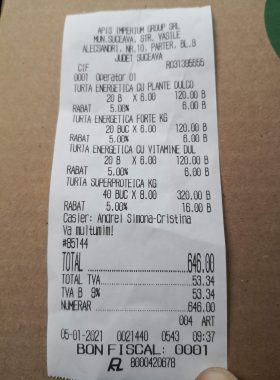 APIS IMPERIUM GROUP SRL
MUN.SUCEAVA, STR. VASILE
ALECSANDRI, NR.10, PARTER, BL.B
JUDET SUCEAVA
CIF RO31395555
0001 Operator 01
TURTA ENERGETICA CU PLANTE DULCO
20 B X 6.00 120.00 B
RABAT 5.00% 6.00 B
TURTA ENERGETICA FORTE KG
20 BUC X 6.00 120.00 B
RABAT 5.00% 6.00 B
TURTA ENERGETICA CU VITAMINE DUL
20 B X 6.00 120.00 B
RABAT 5.00% 6.00 B
TURTA SUPERPROTEICA KG
40 BUC X 8.00 320.00 B
RABAT 5.00% 16.00 B
Casier: Andrei Simona-Cristina
Va multumim!
#85144
TOTAL 646.00
TOTAL TVA 53.34
TVA B 9% 53.34
NUMERAR 646.00
004 ART
05-01-2021 0021440 0543 09:37
BON FISCAL: 0001
8000420678